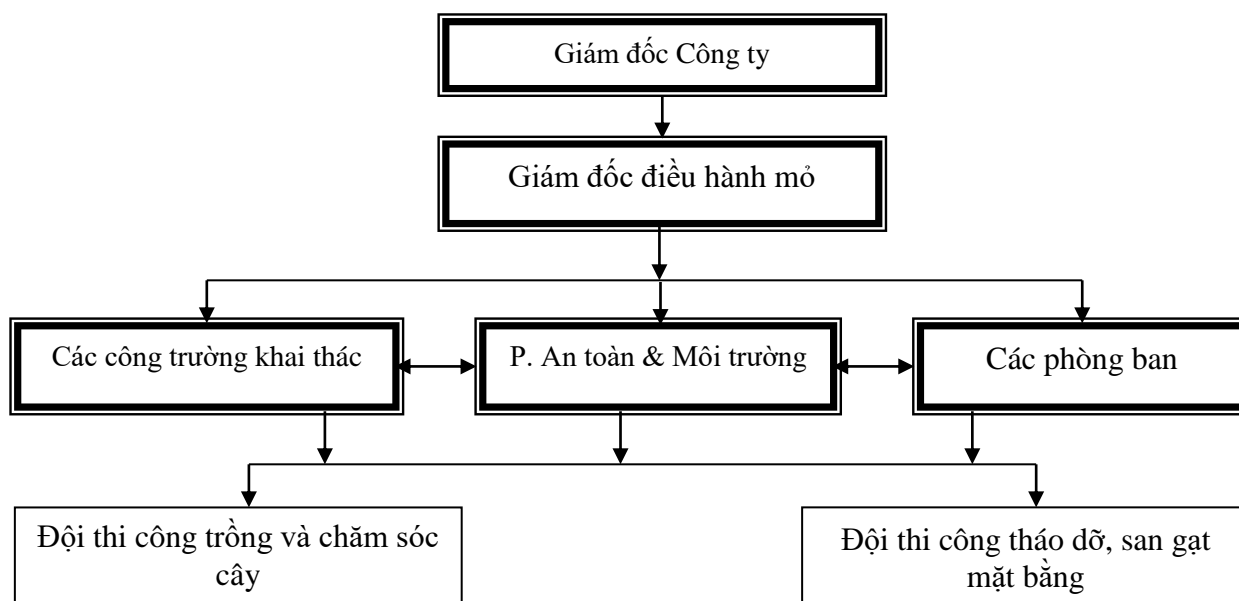 Giám đốc Công ty
Giám đốc điều hành mỏ
Các công trường khai thác
P. An toàn & Môi trường
Các phòng ban
Đội thi công trồng và chăm sóc
cây
Đội thi công tháo dỡ, san gạt
mặt bằng